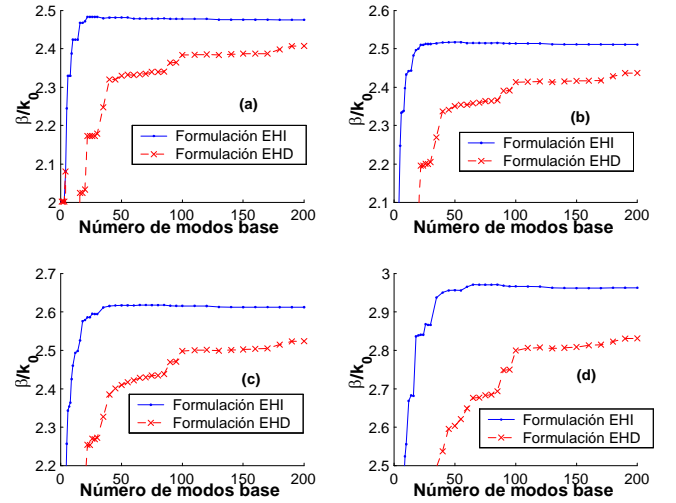 2.5
2.4
2.3
2.2
2.1
2
β/k₀
0
50
100
150
200
Número de modos base
(a)
Formulación EHI
Formulación EHD
2.6
2.5
2.4
2.3
2.2
2.1
β/k₀
0
50
100
150
200
Número de modos base
(b)
Formulación EHI
Formulación EHD
2.7
2.6
2.5
2.4
2.3
2.2
β/k₀
0
50
100
150
200
Número de modos base
(c)
Formulación EHI
Formulación EHD
3
2.9
2.8
2.7
2.6
2.5
β/k₀
0
50
100
150
200
Número de modos base
(d)
Formulación EHI
Formulación EHD